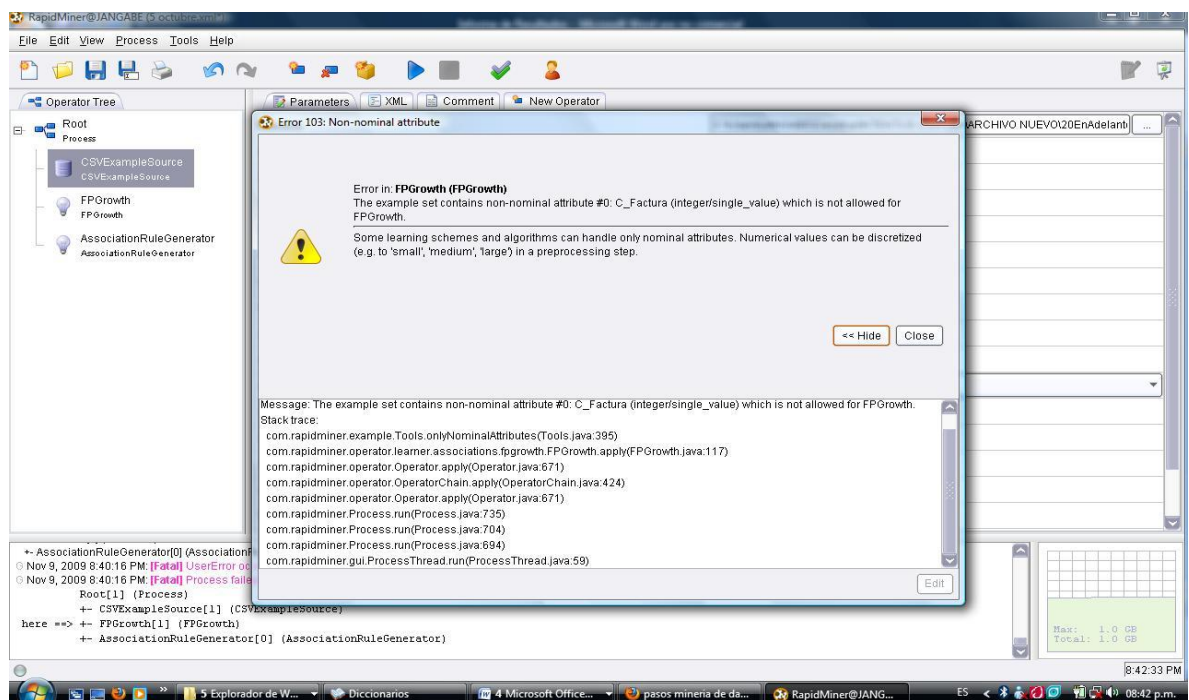 RapidMiner@JANGABE (5 octubre.xml*)
File Edit View Process Tools Help
Operator Tree
Parameters XML Comment New Operator
Root
Process
CSVExampleSource
CSVExampleSource
FPGrowth
FPGrowth
AssociationRuleGenerator
AssociationRuleGenerator
ARCHIVO NUEVO\20EnAdelant
...
Error 103: Non-nominal attribute
Error in: FPGrowth (FPGrowth)
The example set contains non-nominal attribute #0: C_Factura (integer/single_value) which is not allowed for
FPGrowth.
Some learning schemes and algorithms can handle only nominal attributes. Numerical values can be discretized
(e.g. to 'small', 'medium', 'large') in a preprocessing step.
<< Hide Close
Message: The example set contains non-nominal attribute #0: C_Factura (integer/single_value) which is not allowed for FPGrowth.
Stack trace:
com.rapidminer.example.Tools.onlyNominalAttributes(Tools.java:395)
com.rapidminer.operator.learner.associations.fpgrowth.FPGrowth.apply(FPGrowth.java:117)
com.rapidminer.operator.Operator.apply(Operator.java:671)
com.rapidminer.operator.OperatorChain.apply(OperatorChain.java:424)
com.rapidminer.operator.Operator.apply(Operator.java:671)
com.rapidminer.Process.run(Process.java:735)
com.rapidminer.Process.run(Process.java:704)
com.rapidminer.Process.run(Process.java:694)
com.rapidminer.gui.ProcessThread.run(ProcessThread.java:59)
Edit
+- AssociationRuleGenerator[0] (Association
Nov 9, 2009 8:40:16 PM: [Fatal] UserError oc
Nov 9, 2009 8:40:16 PM: [Fatal] Process faile
Root[1] (Process)
+- CSVExampleSource[1] (CSVExampleSource)
here ==> +- FPGrowth[1] (FPGrowth)
+- AssociationRuleGenerator[0] (AssociationRuleGenerator)
Max: 1.0 GB
Total: 1.0 GB
8:42:33 PM
5 Explorador de W... Diccionarios 4 Microsoft Office... pasos mineria de da... RapidMiner@JANG... ES 08:42 p.m.